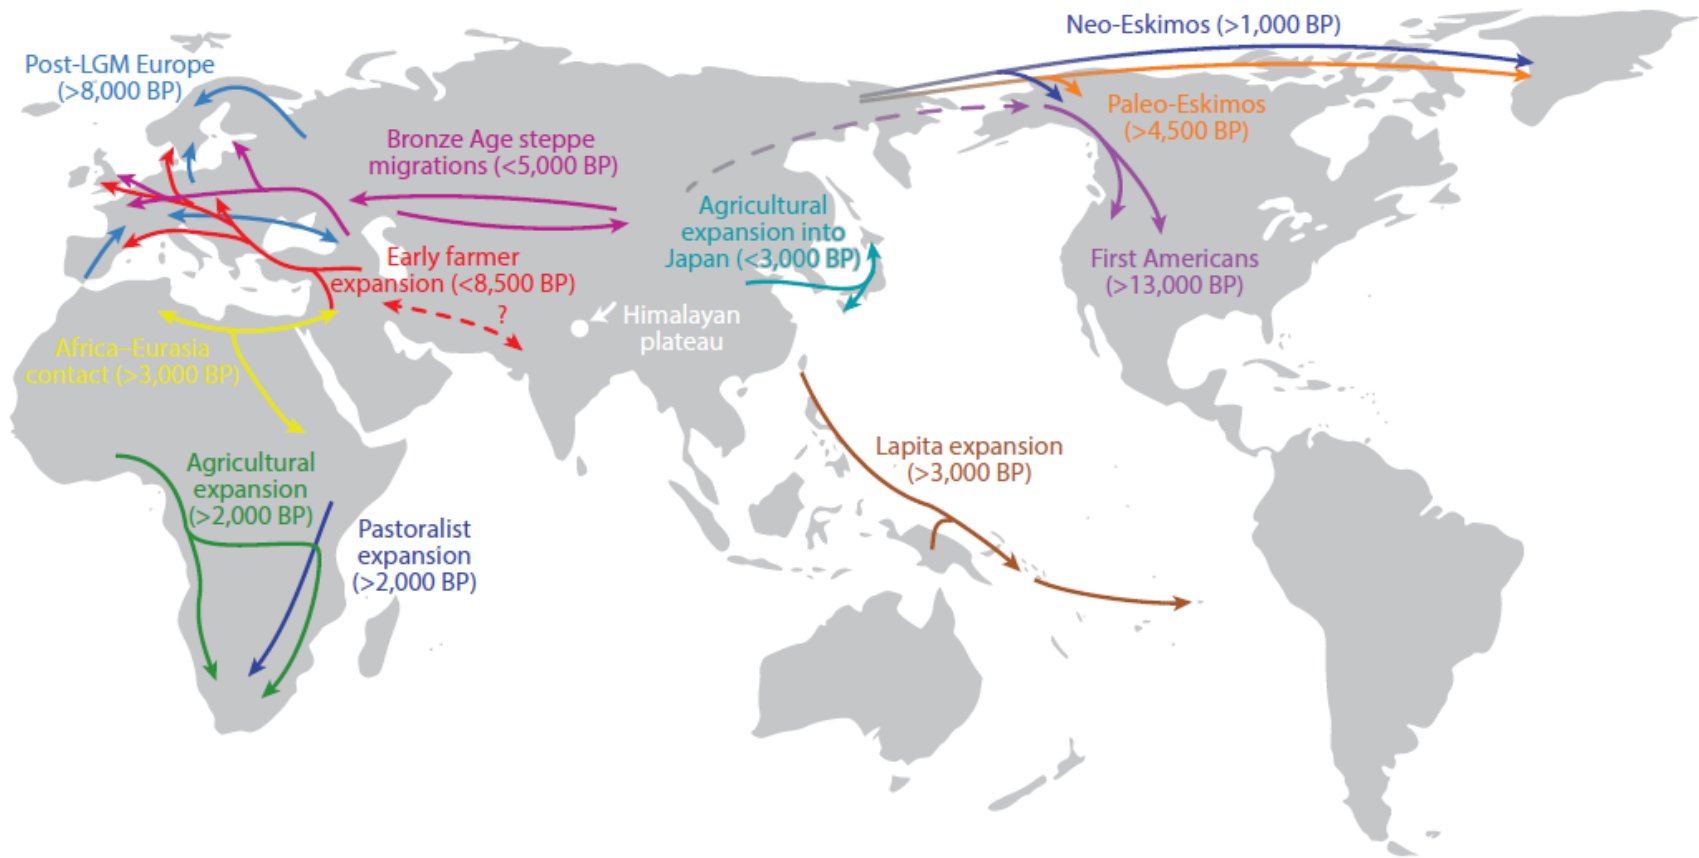 Neo-Eskimos (>1,000 BP)
Post-LGM Europe
(>8,000 BP)
Paleo-Eskimos
(>4,500 BP)
Bronze Age steppe
migrations (<5,000 BP)
Agricultural
expansion into
Japan (<3,000 BP)
First Americans
(>13,000 BP)
Early farmer
expansion (<8,500 BP)
?
Himalayan
plateau
Africa–Eurasia
contact (>3,000 BP)
Lapita expansion
(>3,000 BP)
Agricultural
expansion
(>2,000 BP)
Pastoralist
expansion
(>2,000 BP)